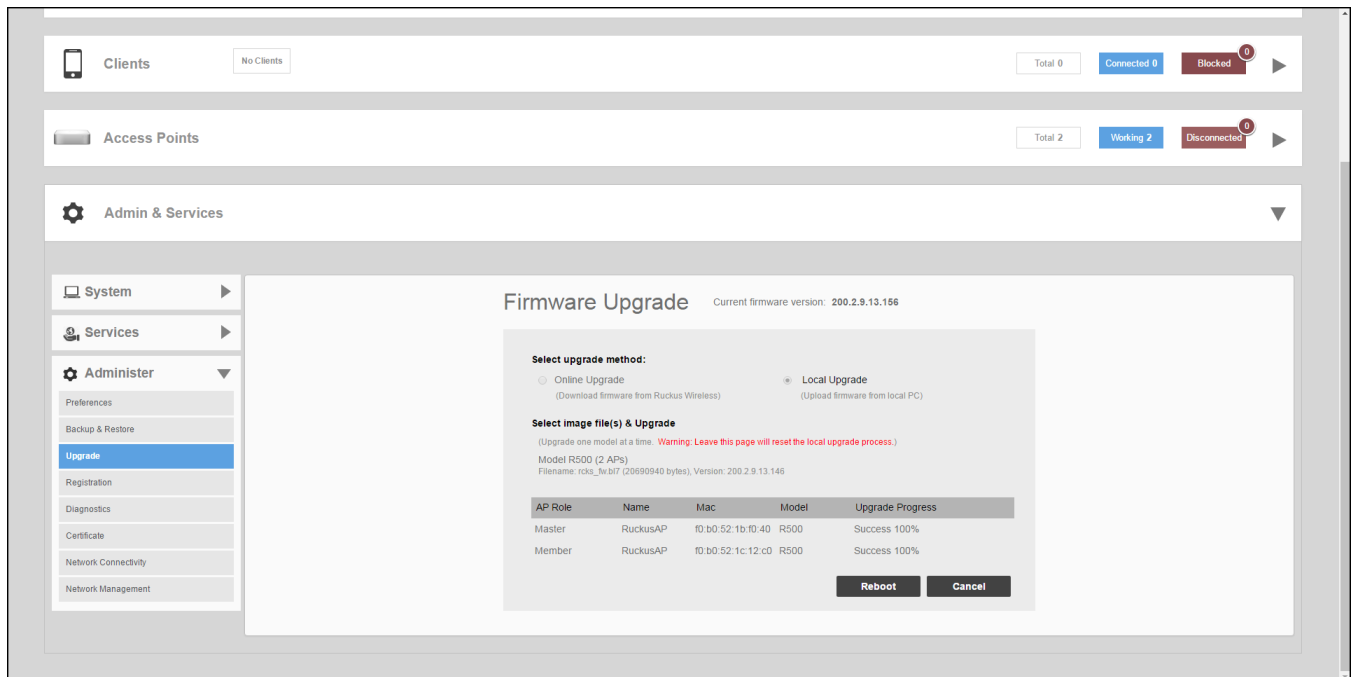 Clients No Clients Total 0 Connected 0 Blocked 0
Access Points Total 2 Working 2 Disconnected 0
Admin & Services
System
Services
Administer
Preferences
Backup & Restore
Upgrade
Registration
Diagnostics
Certificate
Network Connectivity
Network Management
Firmware Upgrade Current firmware version: 200.2.9.13.156
Select upgrade method:
Online Upgrade Local Upgrade
(Download firmware from Ruckus Wireless) (Upload firmware from local PC)
Select image file(s) & Upgrade
(Upgrade one model at a time. Warning: Leave this page will reset the local upgrade process.)
Model R500 (2 APs)
Filename: rcks_fw.bl7 (20690940 bytes), Version: 200.2.9.13.146
AP Role Name Mac Model Upgrade Progress
Master RuckusAP f0:b0:52:1b:f0:40 R500 Success 100%
Member RuckusAP f0:b0:52:1c:12:c0 R500 Success 100%
Reboot Cancel